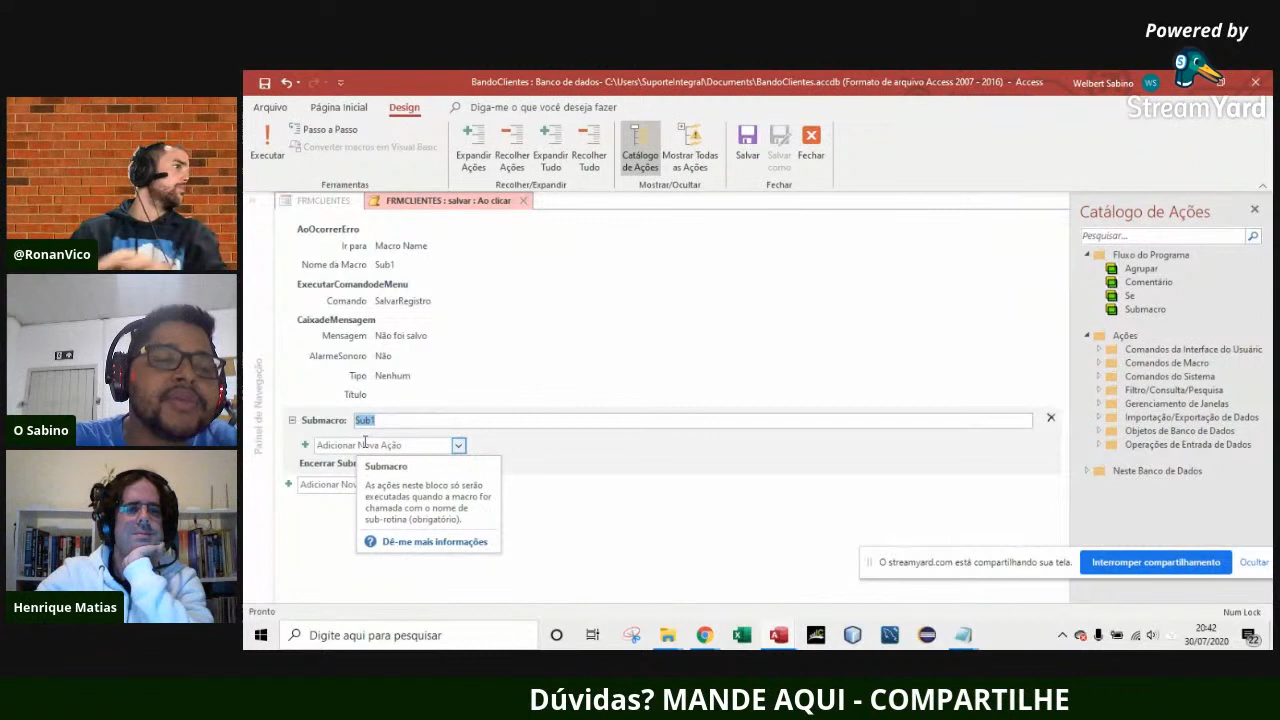 Powered by
StreamYard
@RonanVico
O Sabino
Henrique Matias
BandoClientes : Banco de dados- C:\Users\SuporteIntegral\Documents\BandoClientes.accdb (Formato de arquivo Access 2007 - 2016) - Access
Welbert Sabino
WS
Arquivo
Página Inicial
Design
Diga-me o que você deseja fazer
Executar
Passo a Passo
Converter macros em Visual Basic
Ferramentas
Expandir Ações
Recolher Ações
Expandir Tudo
Recolher Tudo
Recolher/Expandir
Catálogo de Ações
Mostrar Todas as Ações
Mostrar/Ocultar
Salvar
Salvar como
Fechar
Fechar
FRMCLIENTES
FRMCLIENTES : salvar : Ao clicar
Painel de Navegação
AoOcorrerErro
Ir para Macro Name
Nome da Macro Sub1
ExecutarComandodeMenu
Comando SalvarRegistro
CaixadeMensagem
Mensagem Não foi salvo
AlarmeSonoro Não
Tipo Nenhum
Título
Submacro: Sub1
Adicionar Nova Ação
Encerrar Sub
Adicionar Nov
Submacro
As ações neste bloco só serão
executadas quando a macro for
chamada com o nome de
sub-rotina (obrigatório).
Dê-me mais informações
Catálogo de Ações
Pesquisar...
Fluxo do Programa
Agrupar
Comentário
Se
Submacro
Ações
Comandos da Interface do Usuáric
Comandos de Macro
Comandos do Sistema
Filtro/Consulta/Pesquisa
Gerenciamento de Janelas
Importação/Exportação de Dados
Objetos de Banco de Dados
Operações de Entrada de Dados
Neste Banco de Dados
O streamyard.com está compartilhando sua tela.
Interromper compartilhamento
Ocultar
Pronto
Num Lock
Digite aqui para pesquisar
20:42
30/07/2020
22
Dúvidas? MANDE AQUI - COMPARTILHE